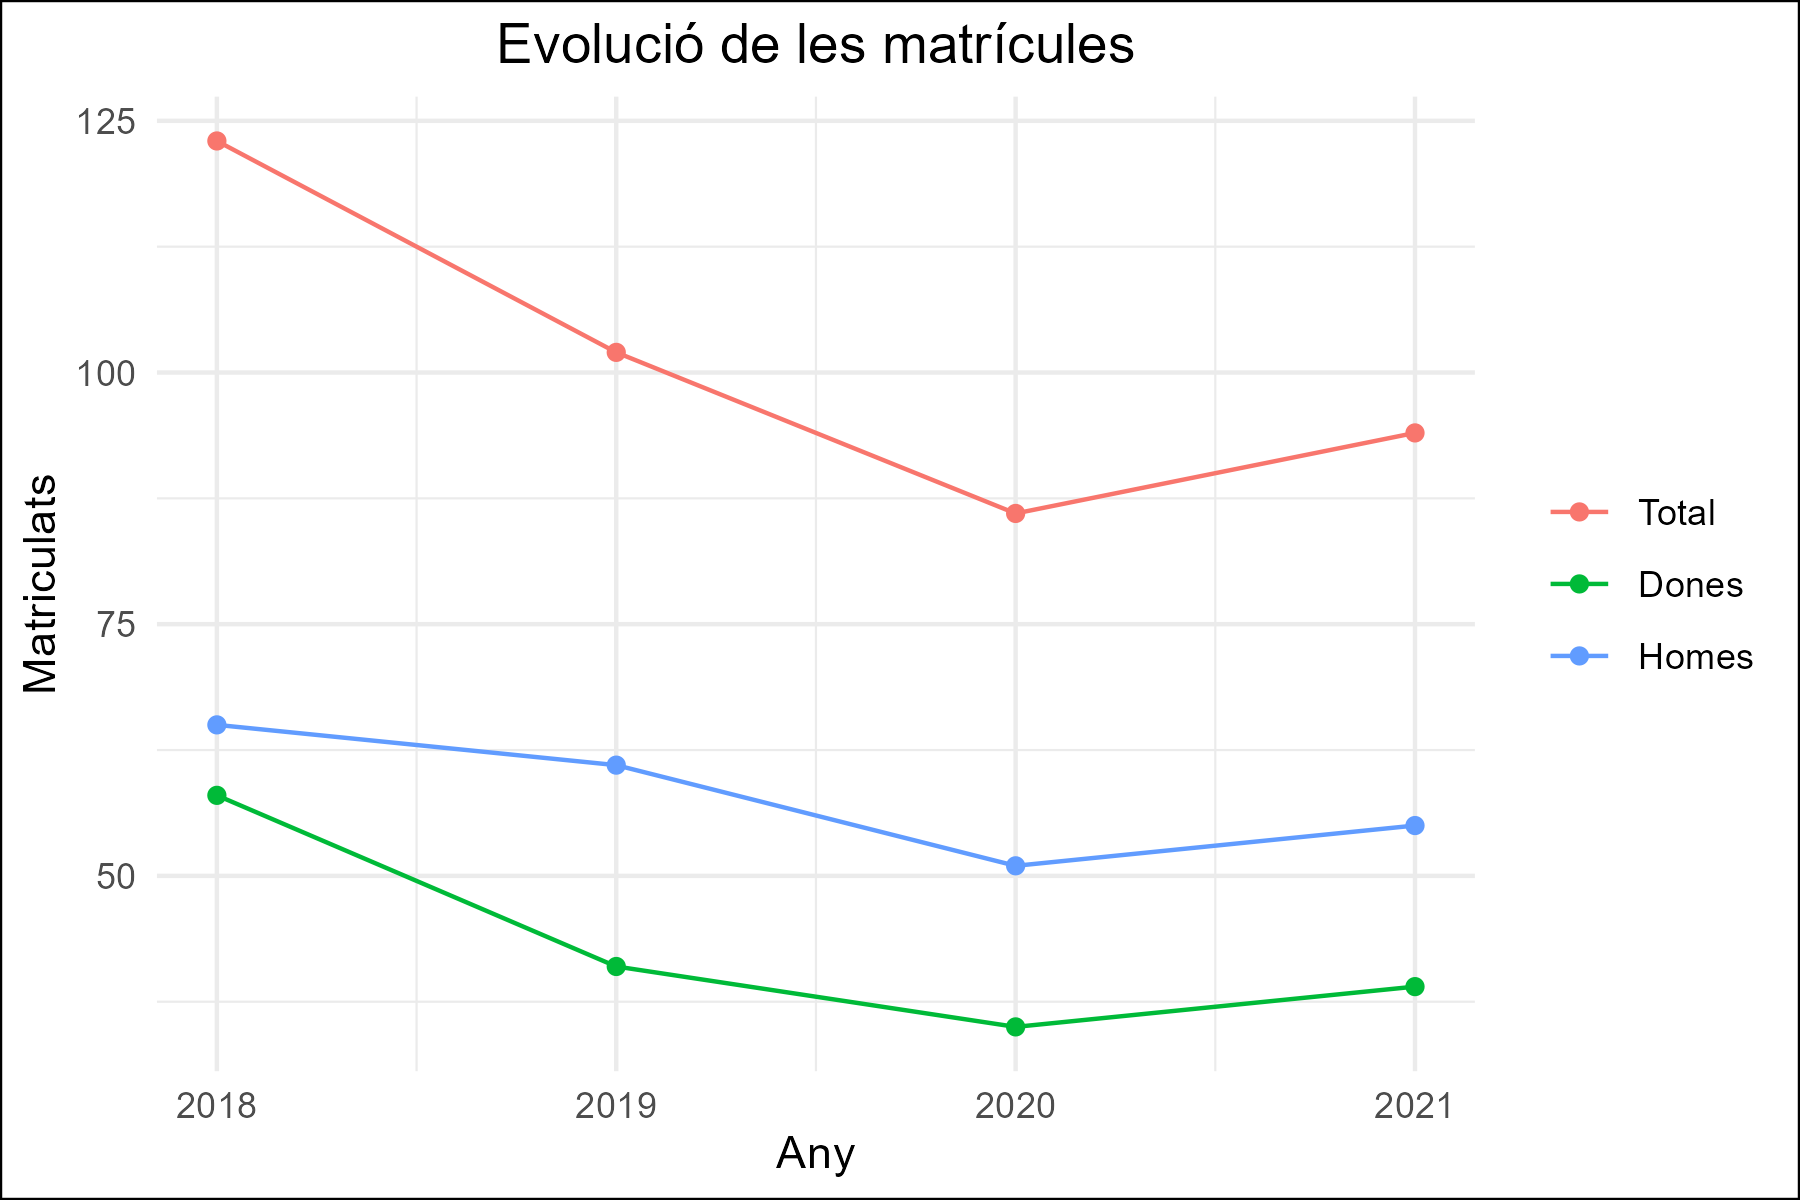 Evolució de les matrícules
125
100
75
50
Matriculats
2018
2019
2020
2021
Any
Total
Dones
Homes